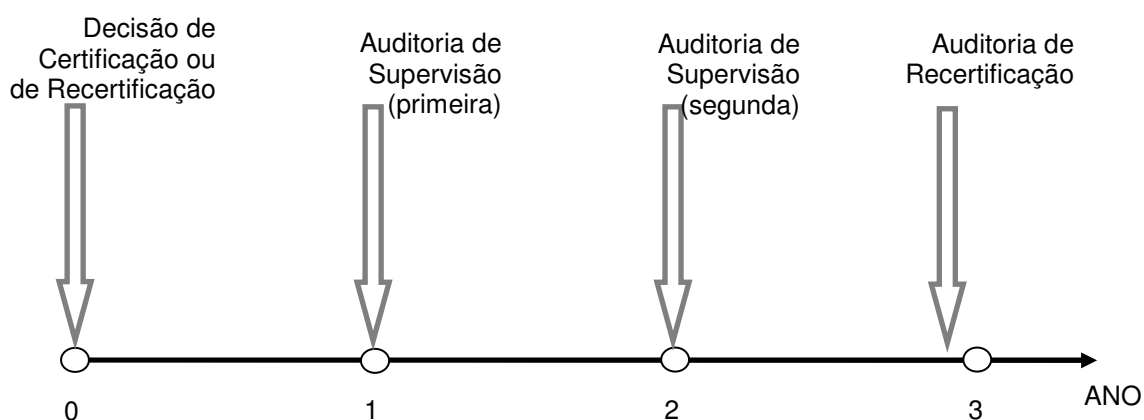 Decisão de
Certificação ou
de Recertificação
Auditoria de
Supervisão
(primeira)
Auditoria de
Supervisão
(segunda)
Auditoria de
Recertificação
0
1
2
3
ANO